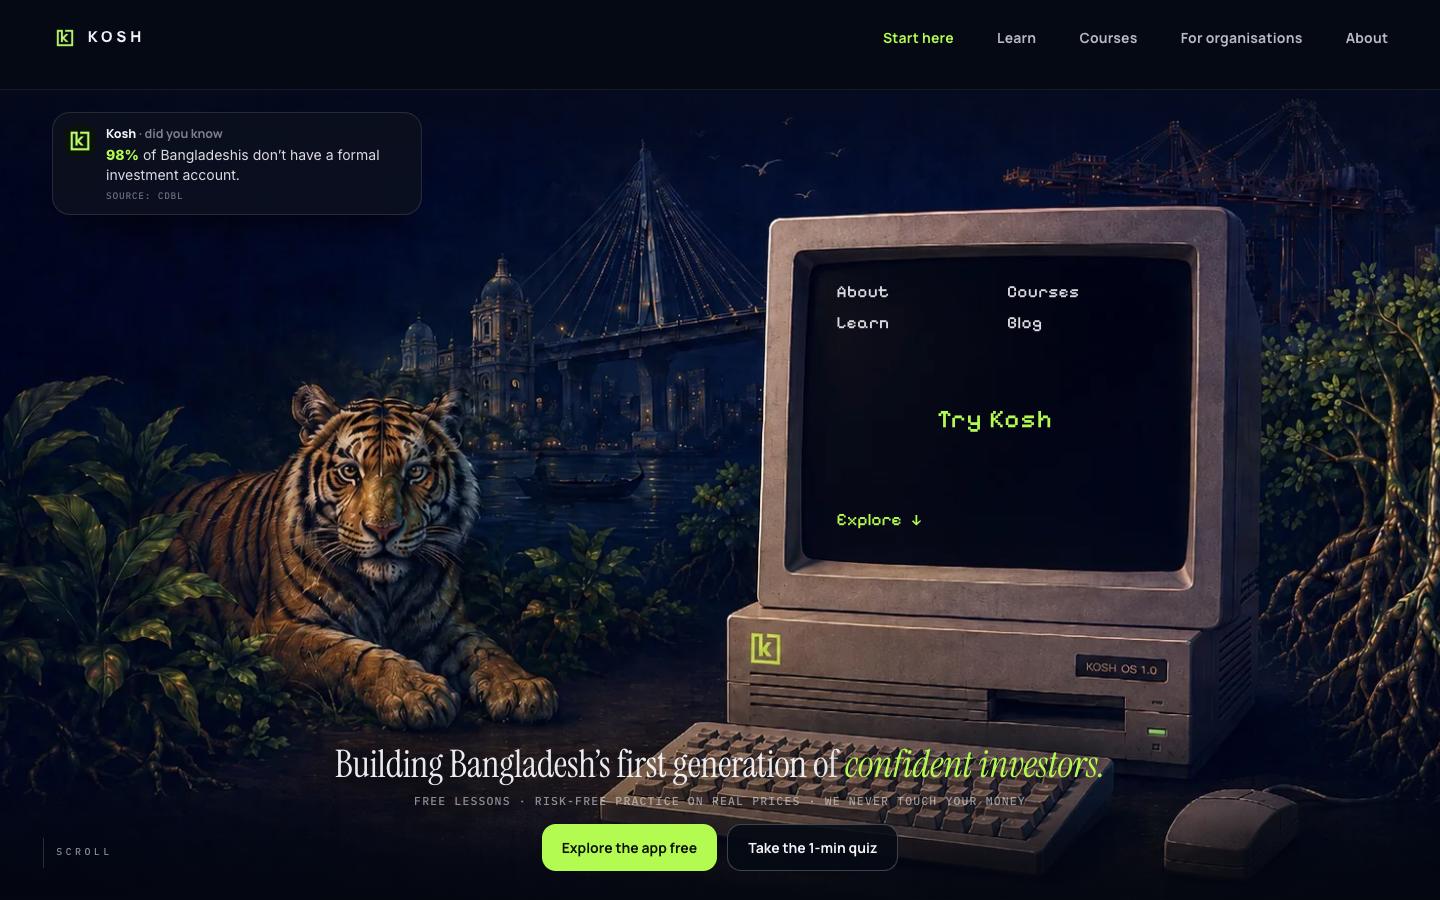 k KOSH
Start here Learn Courses For organisations About
k
Kosh · did you know
98% of Bangladeshis don’t have a formal
investment account.
SOURCE: CDBL
About Courses
Learn Blog
Try Kosh
Explore ↓
k
KOSH OS 1.0
Building Bangladesh’s first generation of confident investors.
FREE LESSONS · RISK-FREE PRACTICE ON REAL PRICES · WE NEVER TOUCH YOUR MONEY
SCROLL
Explore the app free Take the 1-min quiz